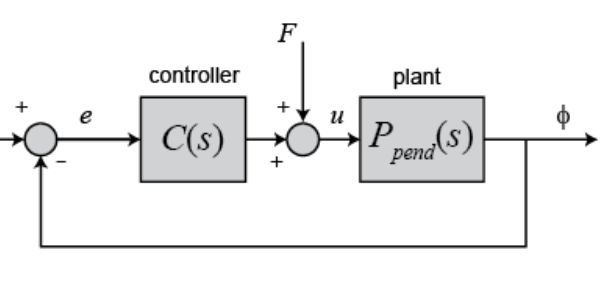 F
controller
plant
+
e
+
u
ϕ
C(s)
P_pend(s)
−
+